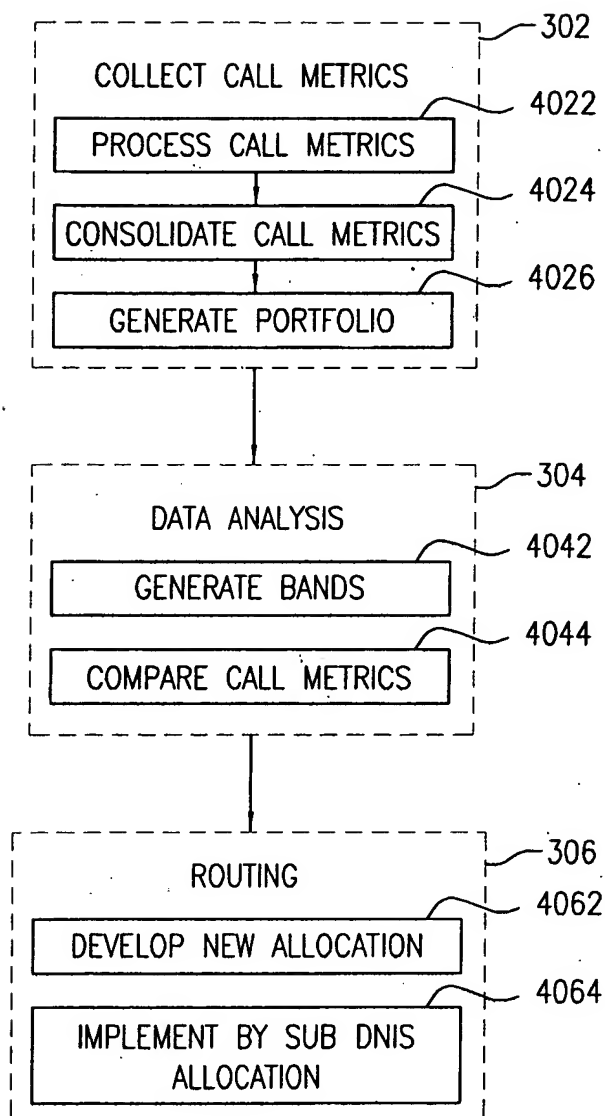 302
COLLECT CALL METRICS
4022
PROCESS CALL METRICS
4024
CONSOLIDATE CALL METRICS
4026
GENERATE PORTFOLIO
304
DATA ANALYSIS
4042
GENERATE BANDS
4044
COMPARE CALL METRICS
306
ROUTING
4062
DEVELOP NEW ALLOCATION
4064
IMPLEMENT BY SUB DNIS
ALLOCATION